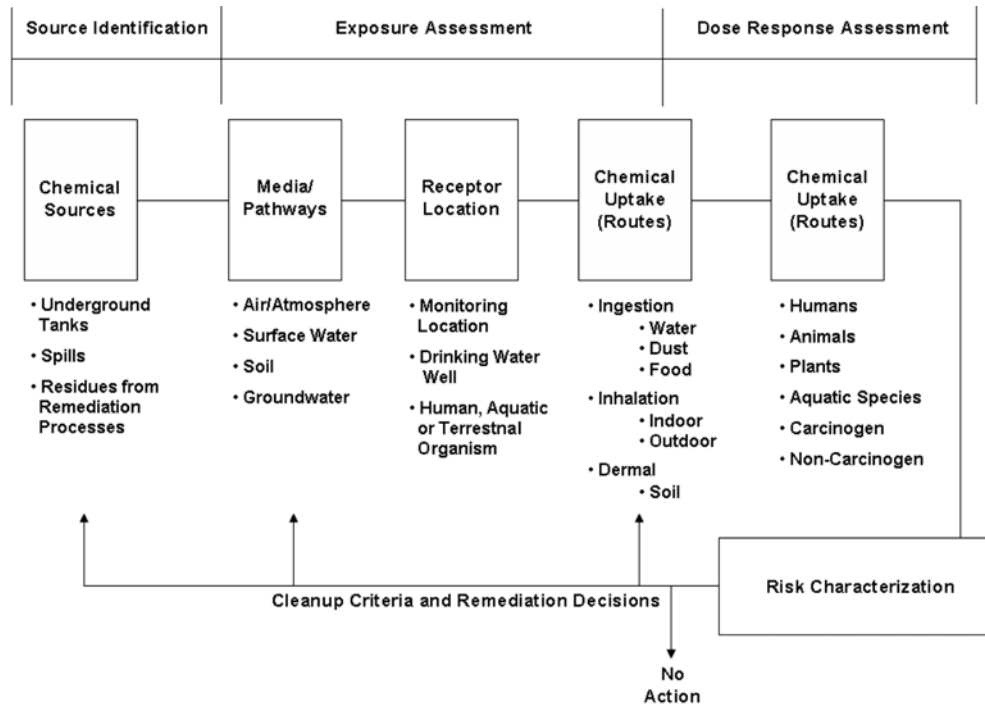 Source Identification
Exposure Assessment
Dose Response Assessment
Chemical
Sources
Media/
Pathways
Receptor
Location
Chemical
Uptake
(Routes)
Chemical
Uptake
(Routes)
• Underground
Tanks
• Spills
• Residues from
Remediation
Processes
• Air/Atmosphere
• Surface Water
• Soil
• Groundwater
• Monitoring
Location
• Drinking Water
Well
• Human, Aquatic
or Terrestnal
Organism
• Ingestion
• Water
• Dust
• Food
• Inhalation
• Indoor
• Outdoor
• Dermal
• Soil
• Humans
• Animals
• Plants
• Aquatic Species
• Carcinogen
• Non-Carcinogen
Risk Characterization
Cleanup Criteria and Remediation Decisions
No
Action